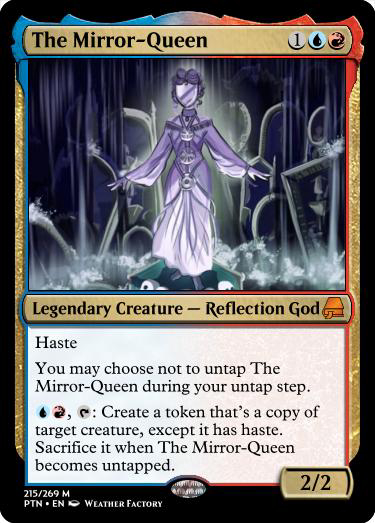 The Mirror-Queen 1
Legendary Creature — Reflection God
Haste
You may choose not to untap The
Mirror-Queen during your untap step.
, : Create a token that's a copy of
target creature, except it has haste.
Sacrifice it when The Mirror-Queen
becomes untapped.
2/2
215/269 M
PTN • EN Weather Factory